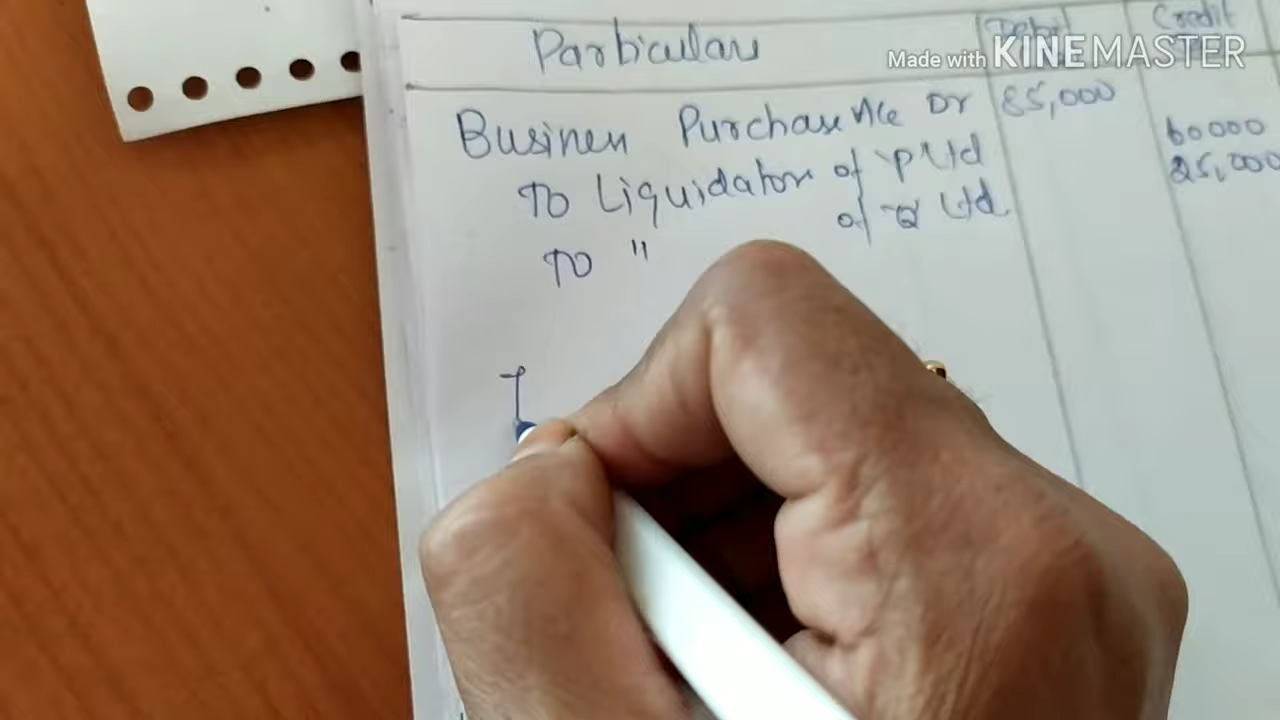 Particulars Debit Credit
Made with KINEMASTER
Business Purchase A/c Dr 85,000
To Liquidator of P Ltd 60000
To " of Q Ltd. 25,000